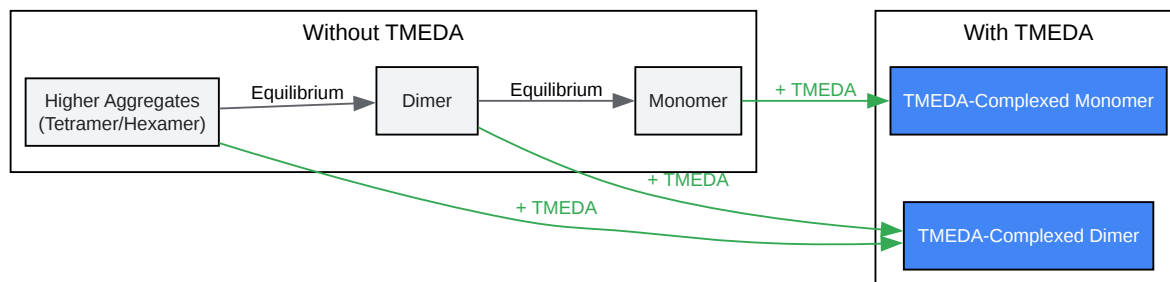 Without TMEDA
With TMEDA
Higher Aggregates
(Tetramer/Hexamer)
Equilibrium
Dimer
Equilibrium
Monomer
+ TMEDA
TMEDA-Complexed Monomer
+ TMEDA
+ TMEDA
TMEDA-Complexed Dimer